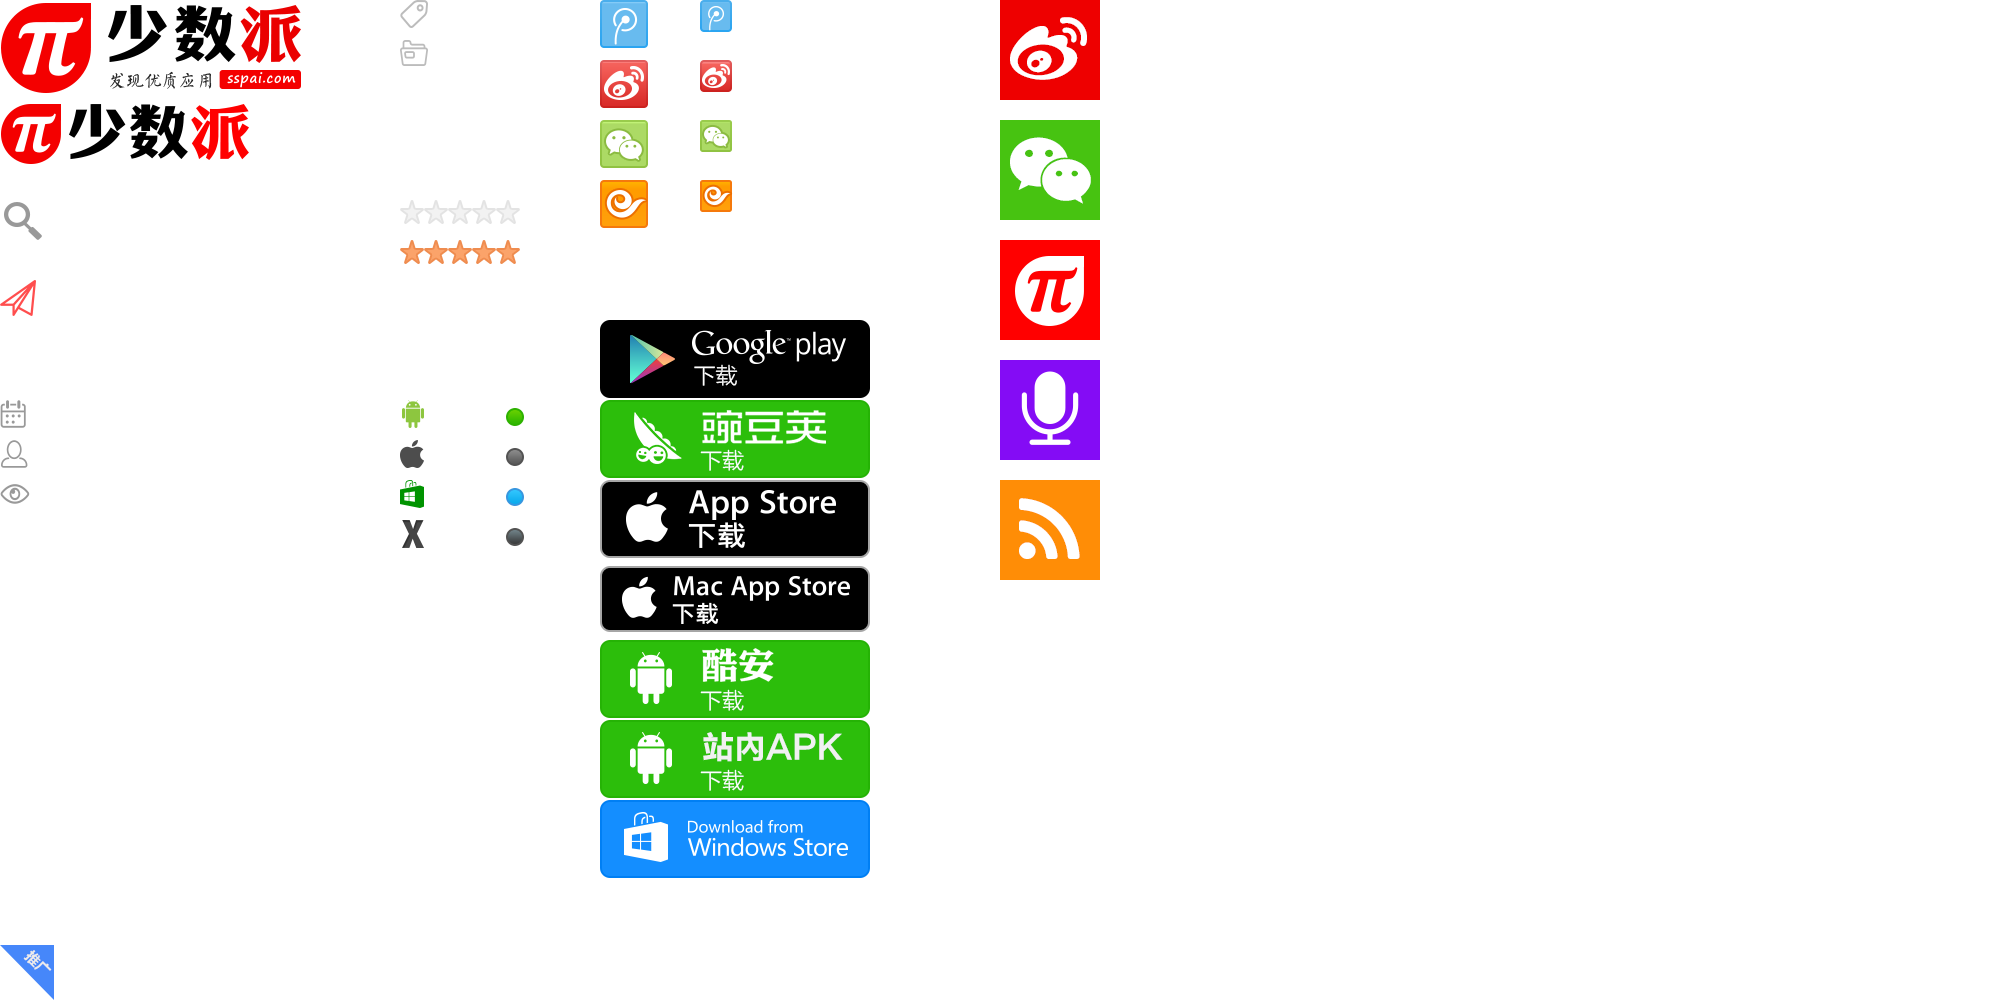 π 少数派
发现优质应用 sspai.com
π 少数派
Google play
下载
豌豆荚
下载
App Store
下载
Mac App Store
下载
酷安
下载
站内APK
下载
Download from
Windows Store
π
X
推广